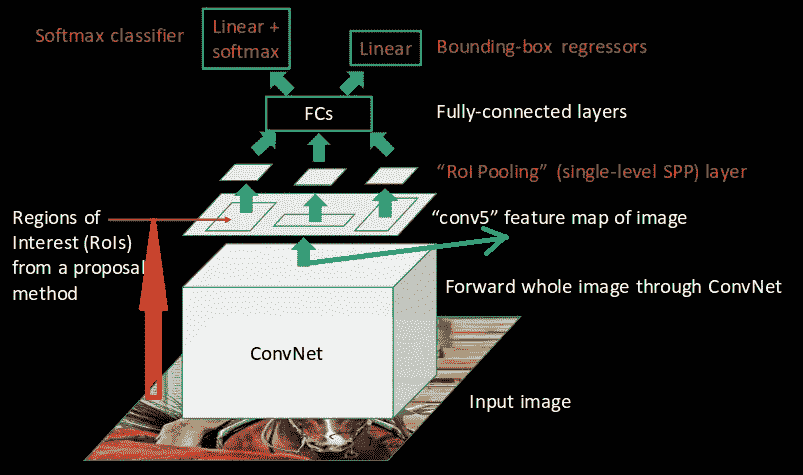 Softmax classifier
Linear +
softmax
Linear
Bounding-box regressors
FCs
Fully-connected layers
“RoI Pooling” (single-level SPP) layer
Regions of
Interest (RoIs)
from a proposal
method
“conv5” feature map of image
Forward whole image through ConvNet
ConvNet
Input image